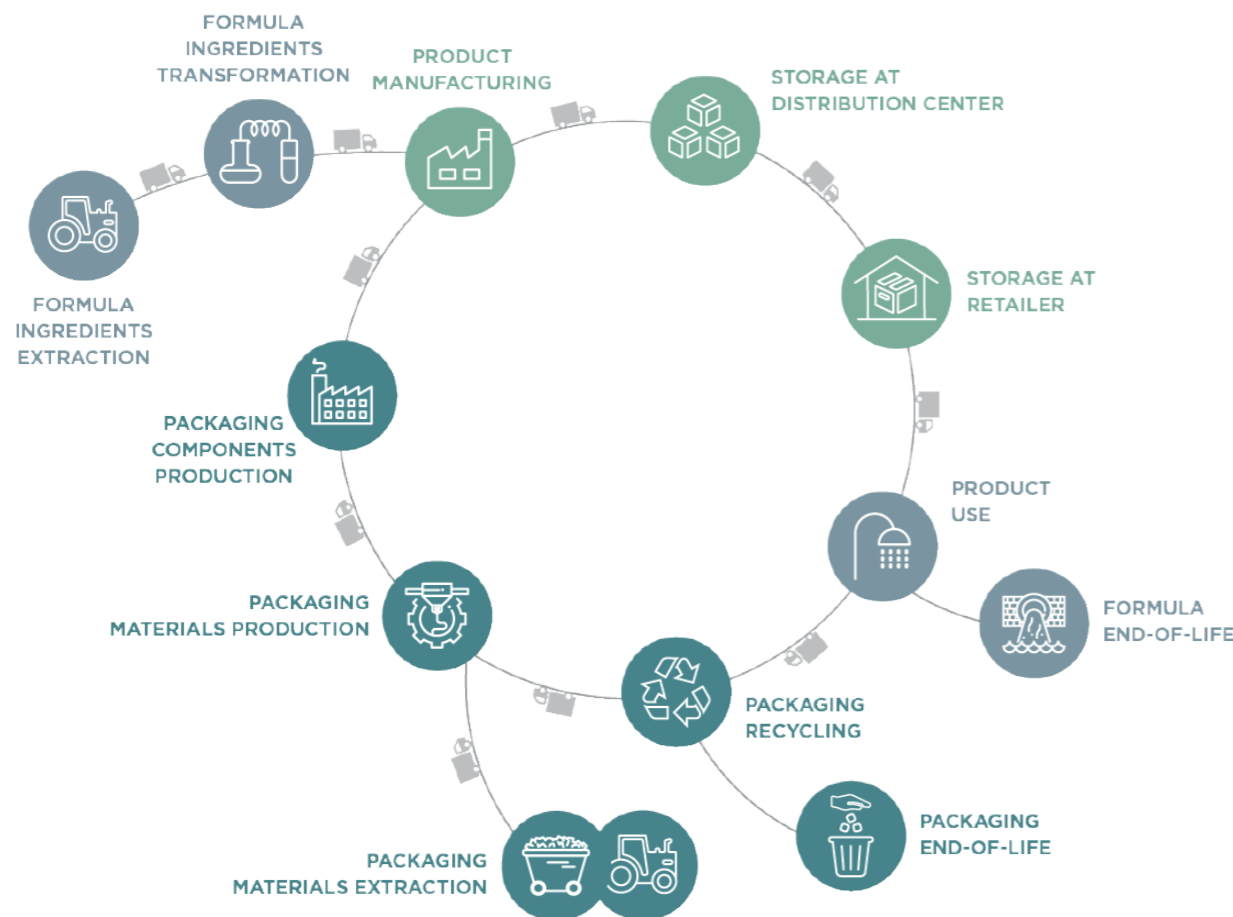 FORMULA
INGREDIENTS
TRANSFORMATION
PRODUCT
MANUFACTURING
STORAGE AT
DISTRIBUTION CENTER
STORAGE AT
RETAILER
FORMULA
INGREDIENTS
EXTRACTION
PACKAGING
COMPONENTS
PRODUCTION
PRODUCT
USE
PACKAGING
MATERIALS PRODUCTION
FORMULA
END-OF-LIFE
PACKAGING
RECYCLING
PACKAGING
END-OF-LIFE
PACKAGING
MATERIALS EXTRACTION